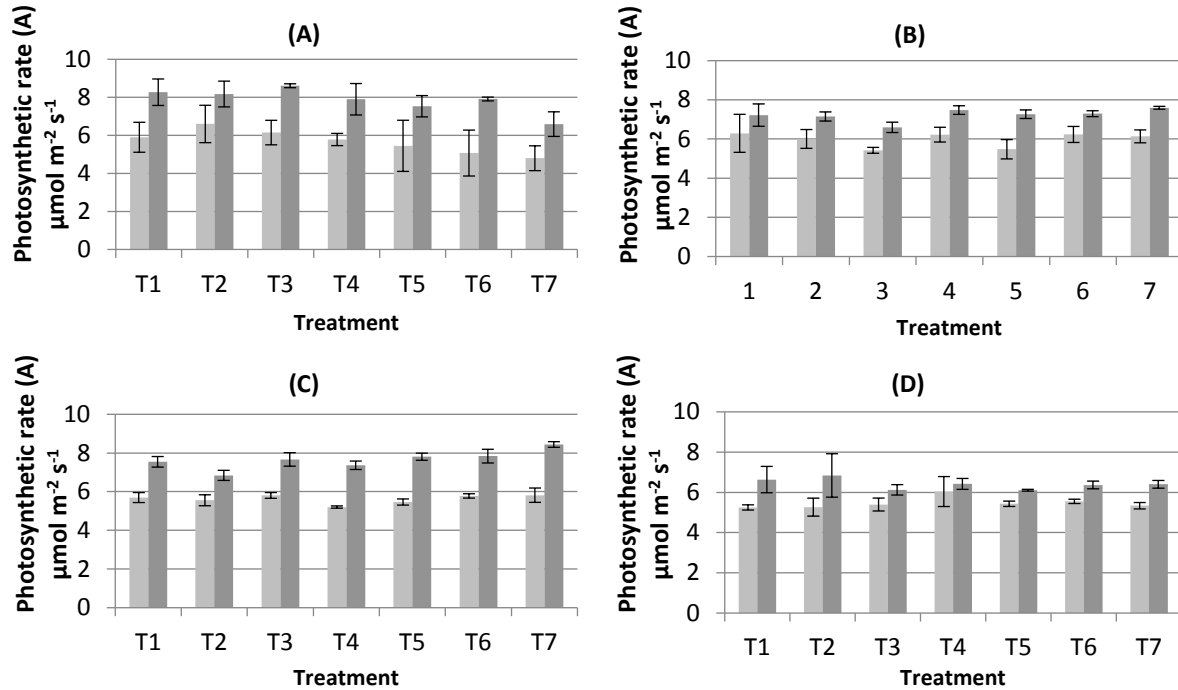 (A)
Photosynthetic rate (A)
µmol m⁻² s⁻¹
10
8
6
4
2
0
T1 T2 T3 T4 T5 T6 T7
Treatment
(B)
Photosynthetic rate (A)
µmol m⁻² s⁻¹
10
8
6
4
2
0
1 2 3 4 5 6 7
Treatment
(C)
Photosynthetic rate (A)
µmol m⁻² s⁻¹
10
8
6
4
2
0
T1 T2 T3 T4 T5 T6 T7
Treatment
(D)
Photosynthetic rate (A)
µmol m⁻² s⁻¹
10
8
6
4
2
0
T1 T2 T3 T4 T5 T6 T7
Treatment